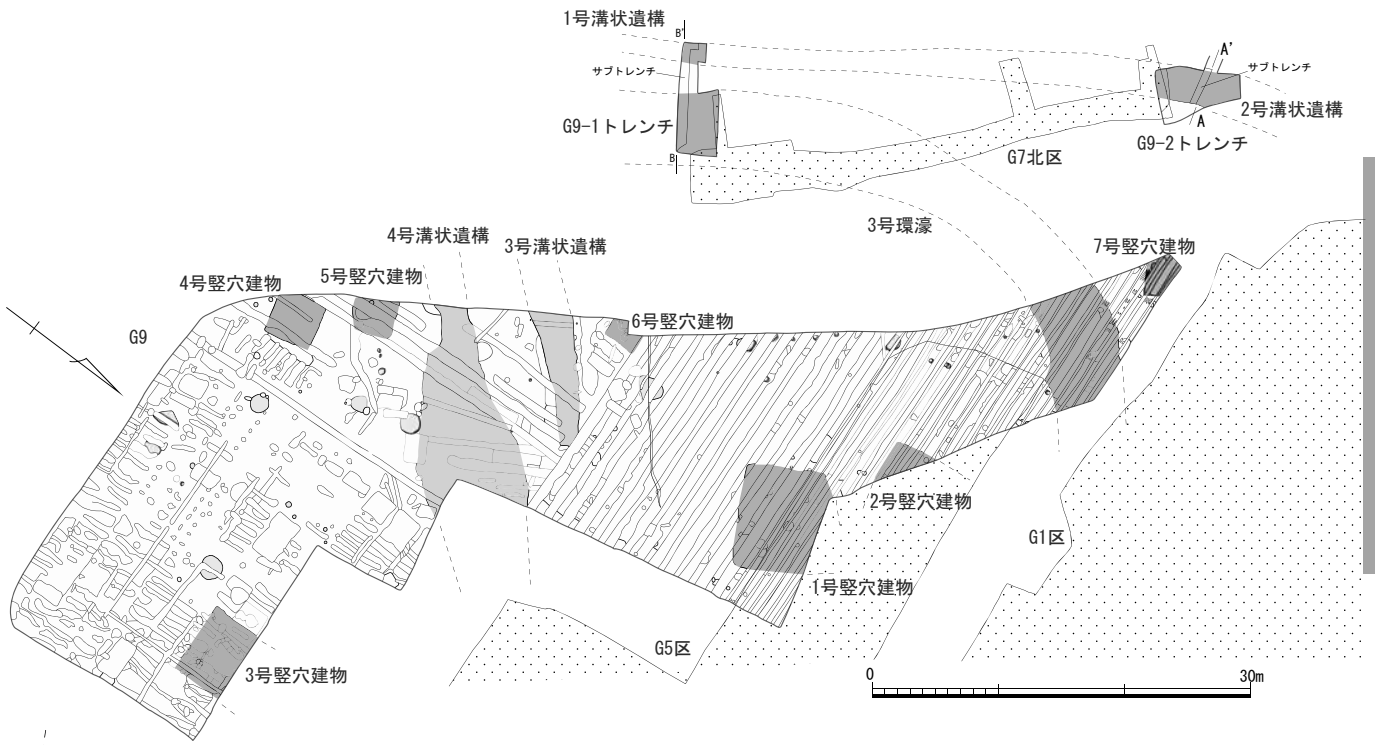 1号溝状遺構
B'
サブトレンチ
A'
サブトレンチ
2号溝状遺構
G9-1トレンチ
A
G9-2トレンチ
B
G7北区
3号環濠
4号溝状遺構
3号溝状遺構
7号竪穴建物
4号竪穴建物
5号竪穴建物
6号竪穴建物
G9
2号竪穴建物
G1区
1号竪穴建物
G5区
3号竪穴建物
0
30m